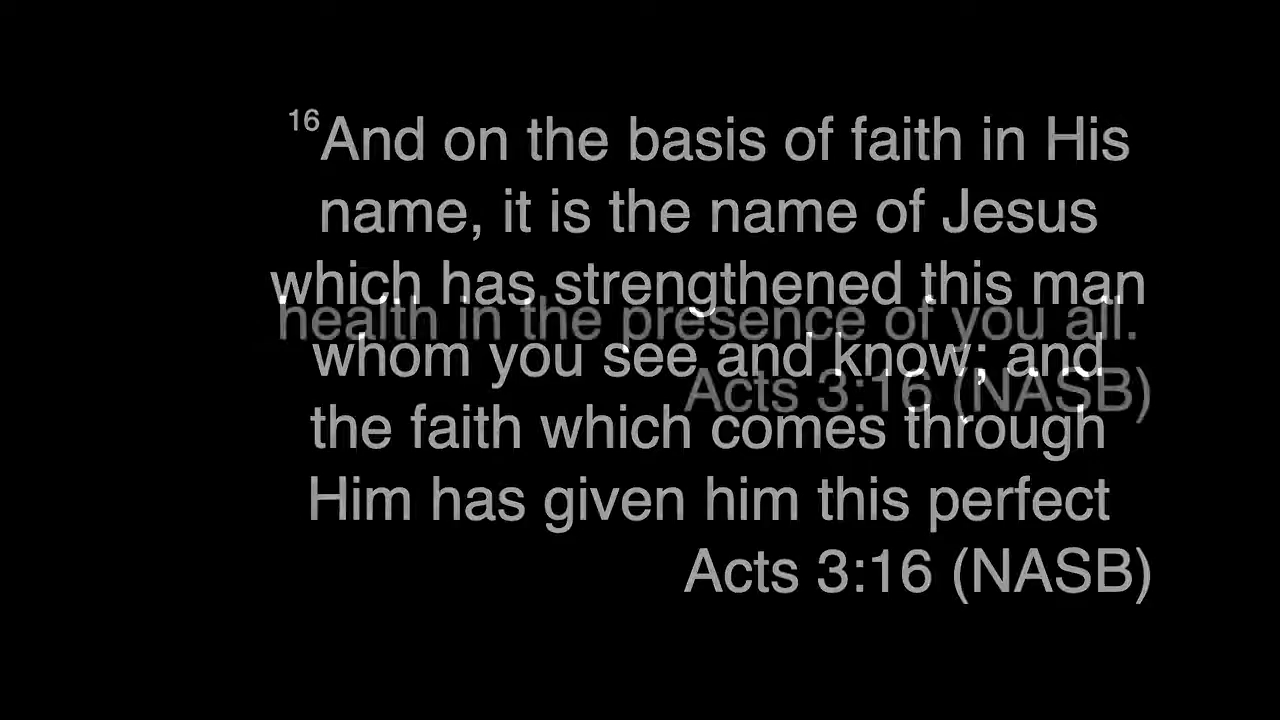 16And on the basis of faith in His
name, it is the name of Jesus
which has strengthened this man
health in the presence of you all.
whom you see and know; and
Acts 3:16 (NASB)
the faith which comes through
Him has given him this perfect
Acts 3:16 (NASB)